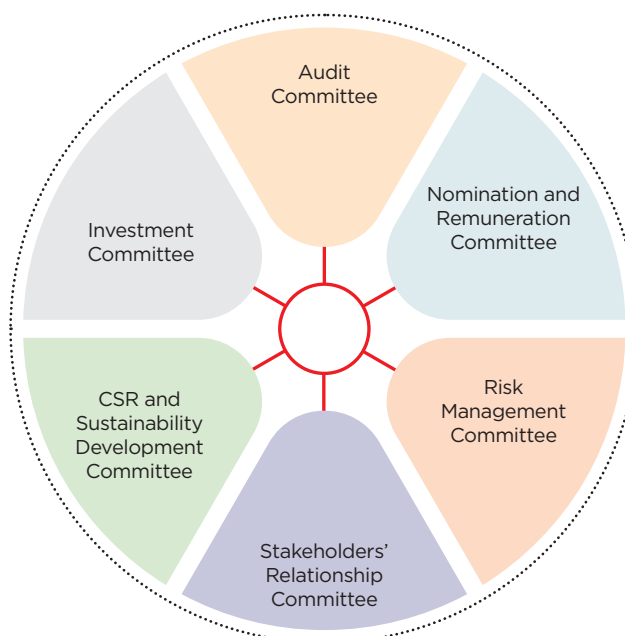 Audit
Committee
Nomination and
Remuneration
Committee
Risk
Management
Committee
Stakeholders’
Relationship
Committee
CSR and
Sustainability
Development
Committee
Investment
Committee